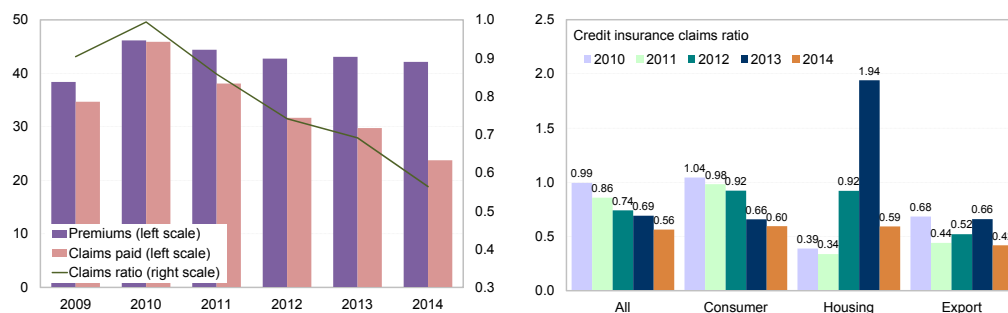 50
40
30
20
10
0
1.0
0.9
0.8
0.7
0.6
0.5
0.4
0.3
Premiums (left scale)
Claims paid (left scale)
Claims ratio (right scale)
2009 2010 2011 2012 2013 2014
2.5
2.0
1.5
1.0
0.5
0.0
Credit insurance claims ratio
2010 2011 2012 2013 2014
0.99 0.86 0.74 0.69 0.56
1.04 0.98 0.92 0.66 0.60
0.39 0.34 0.92 1.94 0.59
0.68 0.44 0.52 0.66
All Consumer Housing Export